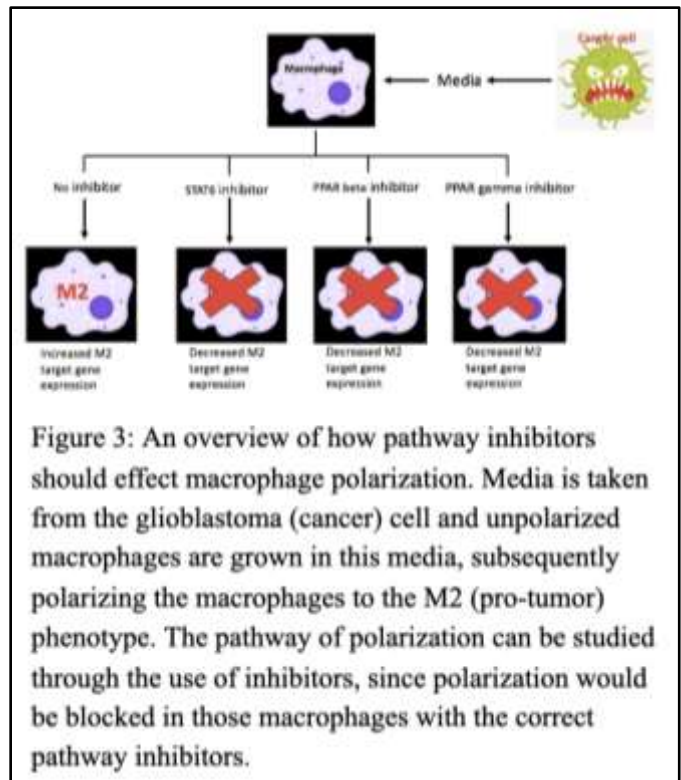 Cancer cell
Macrophage
Media
No inhibitor STAT6 inhibitor PPAR beta inhibitor PPAR gamma inhibitor
M2
Increased M2 Decreased M2 Decreased M2 Decreased M2
target gene target gene target gene target gene
expression expression expression expression
Figure 3: An overview of how pathway inhibitors
should effect macrophage polarization. Media is taken
from the glioblastoma (cancer) cell and unpolarized
macrophages are grown in this media, subsequently
polarizing the macrophages to the M2 (pro-tumor)
phenotype. The pathway of polarization can be studied
through the use of inhibitors, since polarization would
be blocked in those macrophages with the correct
pathway inhibitors.